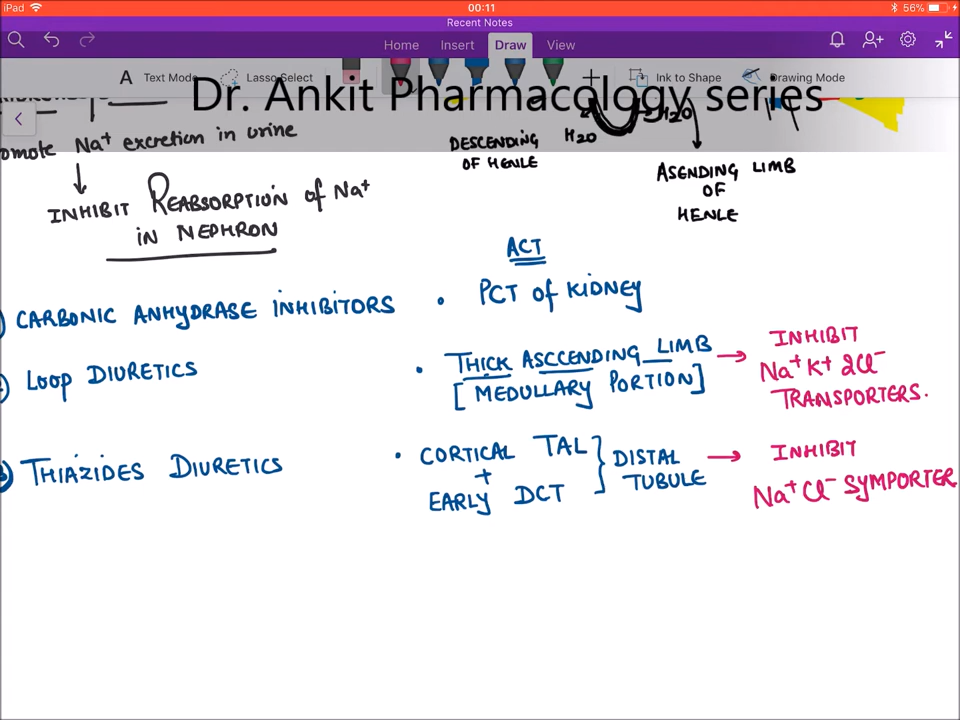 iPad 00:11 56%
Recent Notes
Home Insert Draw View
A Text Mode Lasso Select Ink to Shape Drawing Mode
Dr. Ankit Pharmacology series
omote Na+ excretion in urine
DESCENDING H2O H2O
OF HENLE
ASENDING LIMB
OF
HENLE
INHIBIT REABSORPTION of Na+
in NEPHRON
ACT
CARBONIC ANHYDRASE INHIBITORS • PCT of KIDNEY
LOOP DIURETICS • THICK ASCCENDING LIMB → INHIBIT
[MEDULLARY PORTION] Na+ K+ 2Cl-
TRANSPORTERS.
3) THIAZIDES DIURETICS • CORTICAL TAL } DISTAL → INHIBIT
+ TUBULE
EARLY DCT Na+ Cl- SYMPORTER